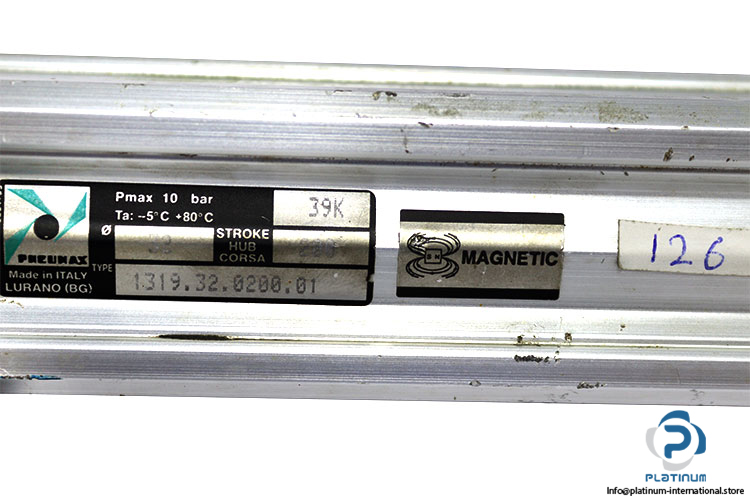 Pmax 10 bar
Ta: -5°C +80°C
39K
PNEUMAX
Ø
STROKE
HUB
CORSA
Made in ITALY
LURANO (BG)
TYPE
1319.32.0200.01
MAGNETIC
126
PLATINUM
Info@platinum-international.store